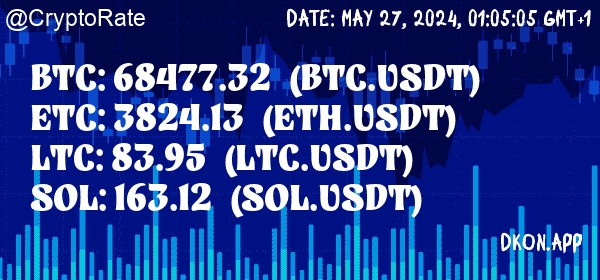 @CryptoRate
DATE: MAY 27, 2024, 01:05:05 GMT+1
BTC: 68477.32 (BTC.USDT)
ETC: 3824.13 (ETH.USDT)
LTC: 83.95 (LTC.USDT)
SOL: 163.12 (SOL.USDT)
DKON.APP